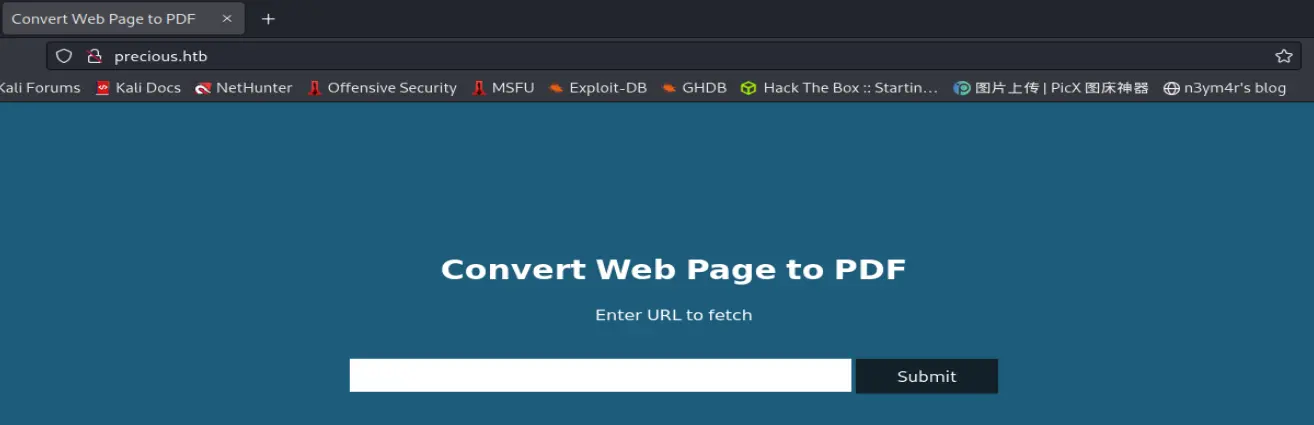 Convert Web Page to PDF
precious.htb
Kali Forums Kali Docs NetHunter Offensive Security MSFU Exploit-DB GHDB Hack The Box :: Startin… 图片上传 | PicX 图床神器 n3ym4r's blog
Convert Web Page to PDF
Enter URL to fetch
Submit